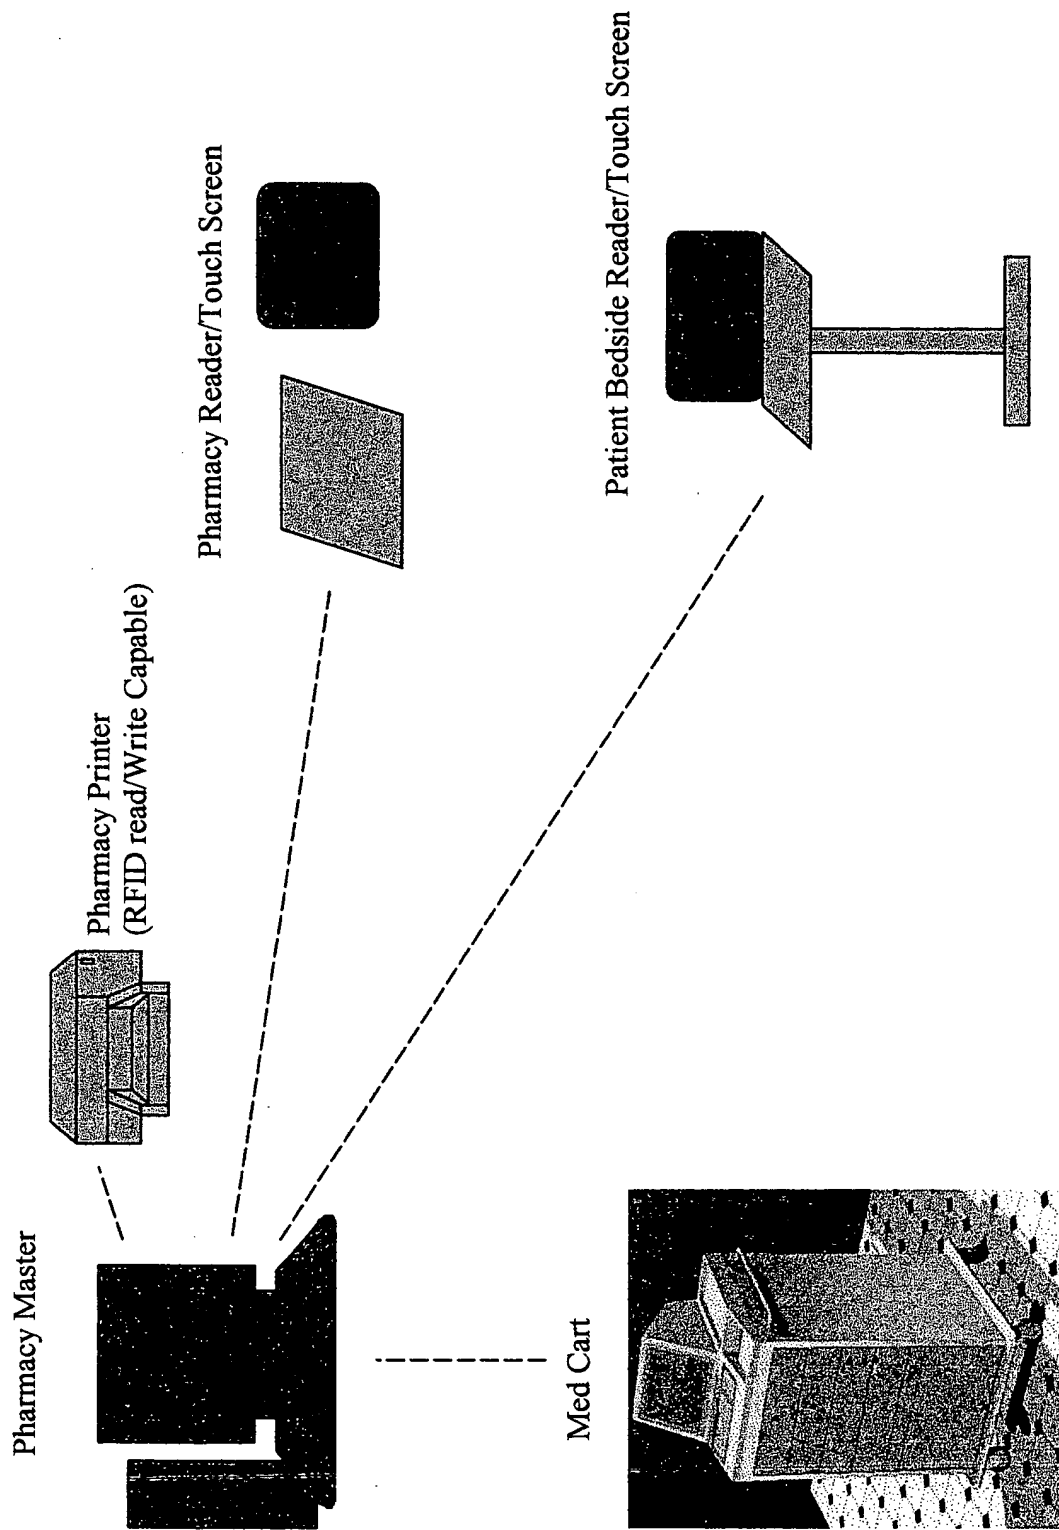 Pharmacy Master
Pharmacy Printer
(RFID read/Write Capable)
Pharmacy Reader/Touch Screen
Med Cart
Patient Bedside Reader/Touch Screen